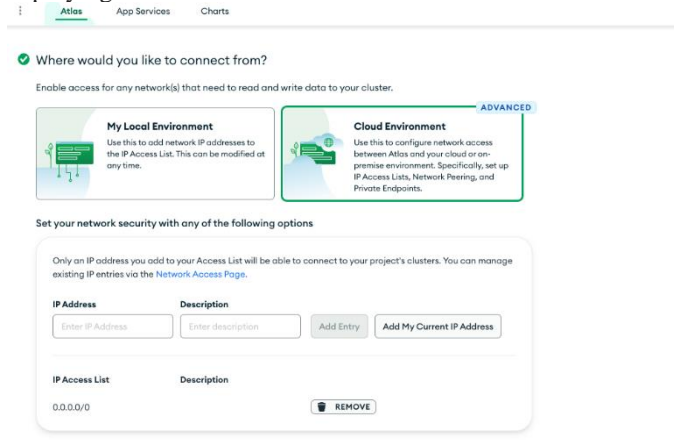 Atlas App Services Charts
Where would you like to connect from?
Enable access for any network(s) that need to read and write data to your cluster.
ADVANCED
My Local Environment
Use this to add network IP addresses to
the IP Access List. This can be modified at
any time.
Cloud Environment
Use this to configure network access
between Atlas and your cloud or on-
premise environment. Specifically, set up
IP Access Lists, Network Peering, and
Private Endpoints.
Set your network security with any of the following options
Only an IP address you add to your Access List will be able to connect to your project's clusters. You can manage
existing IP entries via the Network Access Page.
IP Address Description
Enter IP Address Enter description Add Entry Add My Current IP Address
IP Access List Description
0.0.0.0/0 REMOVE